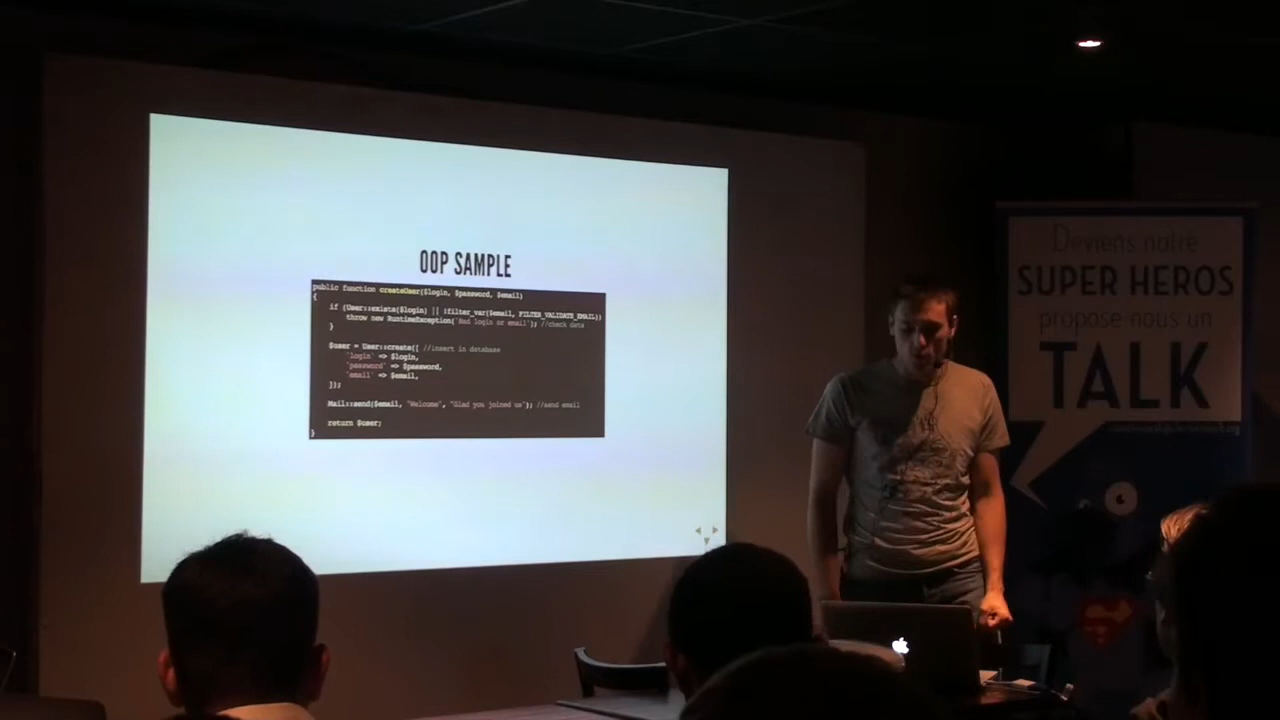 OOP SAMPLE
public function createUser($login, $password, $email)
{
if (User::exists($login) || !filter_var($email, FILTER_VALIDATE_EMAIL))
throw new RuntimeException('Bad login or email'); //check data
}
$user = User::create([ //insert in database
'login' => $login,
'password' => $password,
'email' => $email,
]);
Mail::send($email, "Welcome", "Glad you joined us"); //send email
return $user;
}
Deviens notre
SUPER HEROS
propose-nous un
TALK